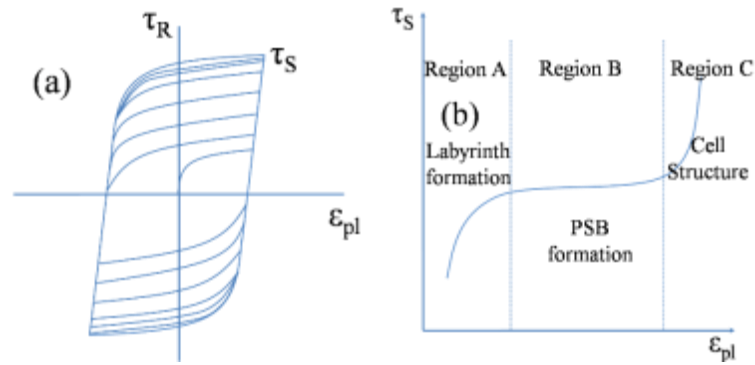 (a)
τR
τS
εpl
τS
Region A
Region B
Region C
(b)
Labyrinth
formation
Cell
Structure
PSB
formation
εpl